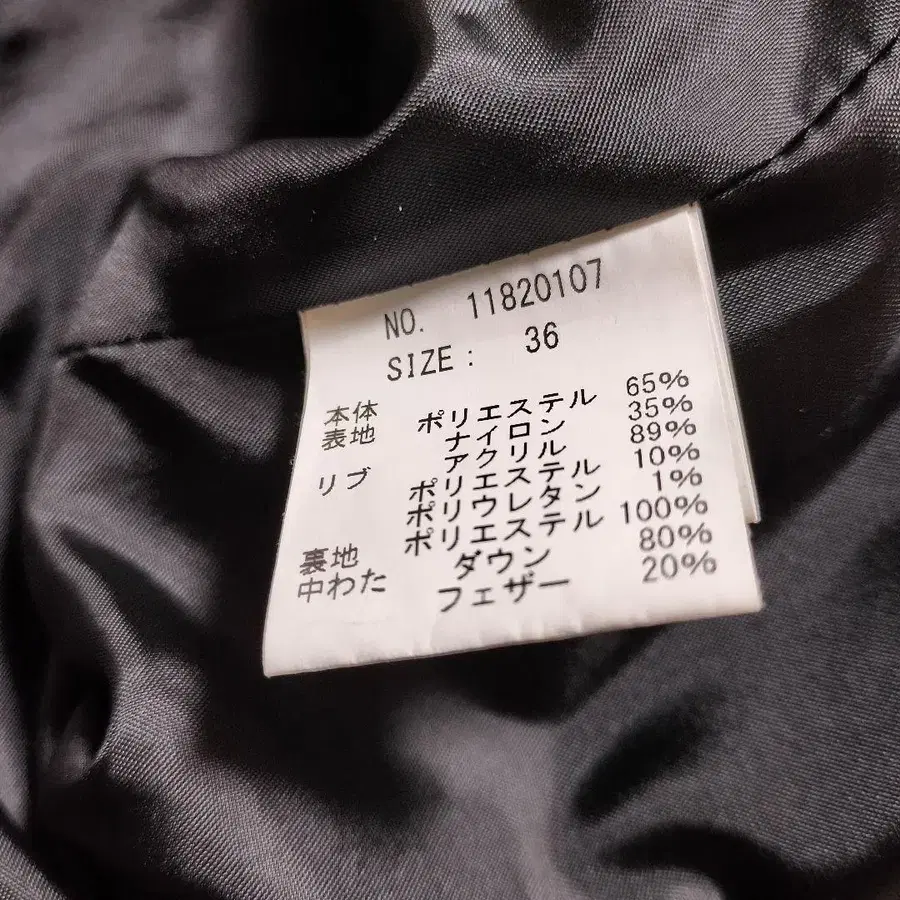 NO. 11820107
SIZE : 36
本体 ポリエステル 65%
表地 ナイロン 35%
リブ アクリル 89%
ポリエステル 10%
ポリウレタン 1%
裏地 ポリエステル 100%
中わた ダウン 80%
フェザー 20%